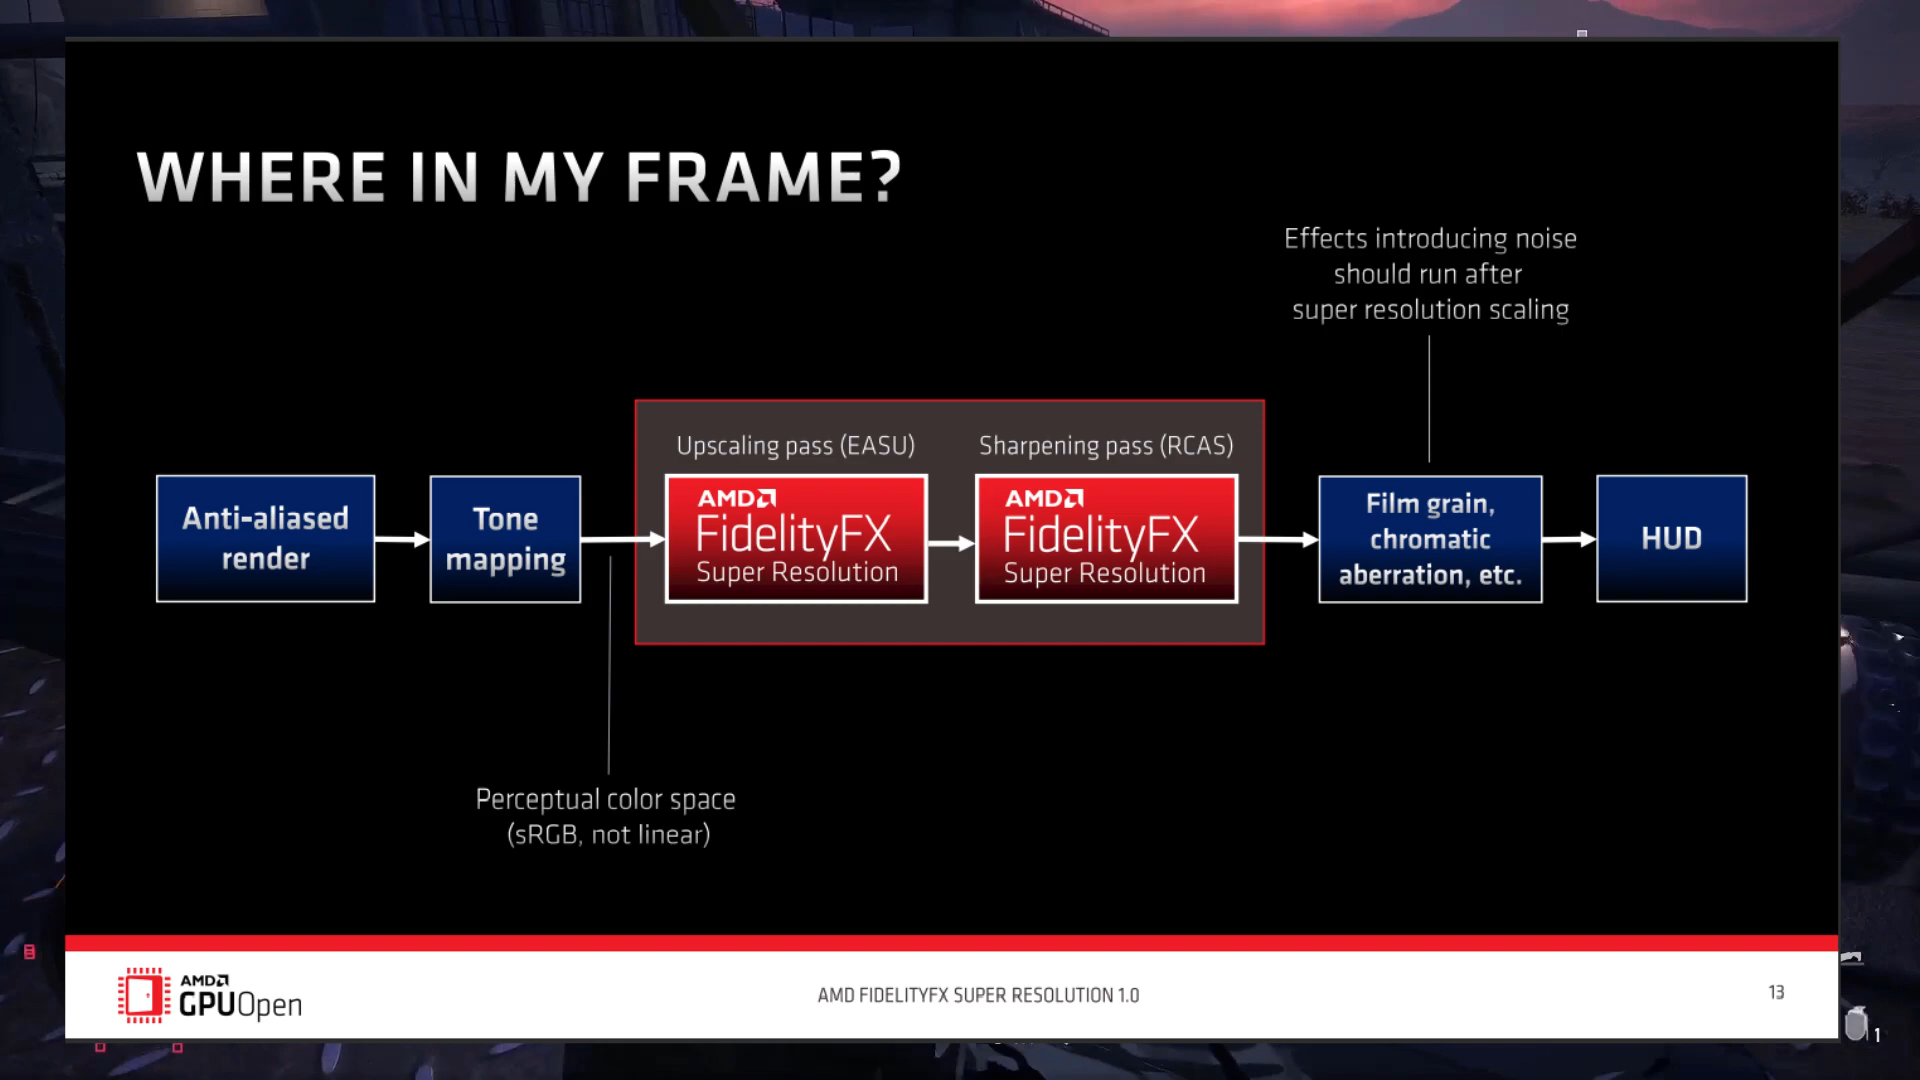 WHERE IN MY FRAME?
Effects introducing noise
should run after
super resolution scaling
Upscaling pass (EASU)
Sharpening pass (RCAS)
Anti-aliased
render
Tone
mapping
AMD
FidelityFX
Super Resolution
AMD
FidelityFX
Super Resolution
Film grain,
chromatic
aberration, etc.
HUD
Perceptual color space
(sRGB, not linear)
AMD
GPUOpen
AMD FIDELITYFX SUPER RESOLUTION 1.0
13
1